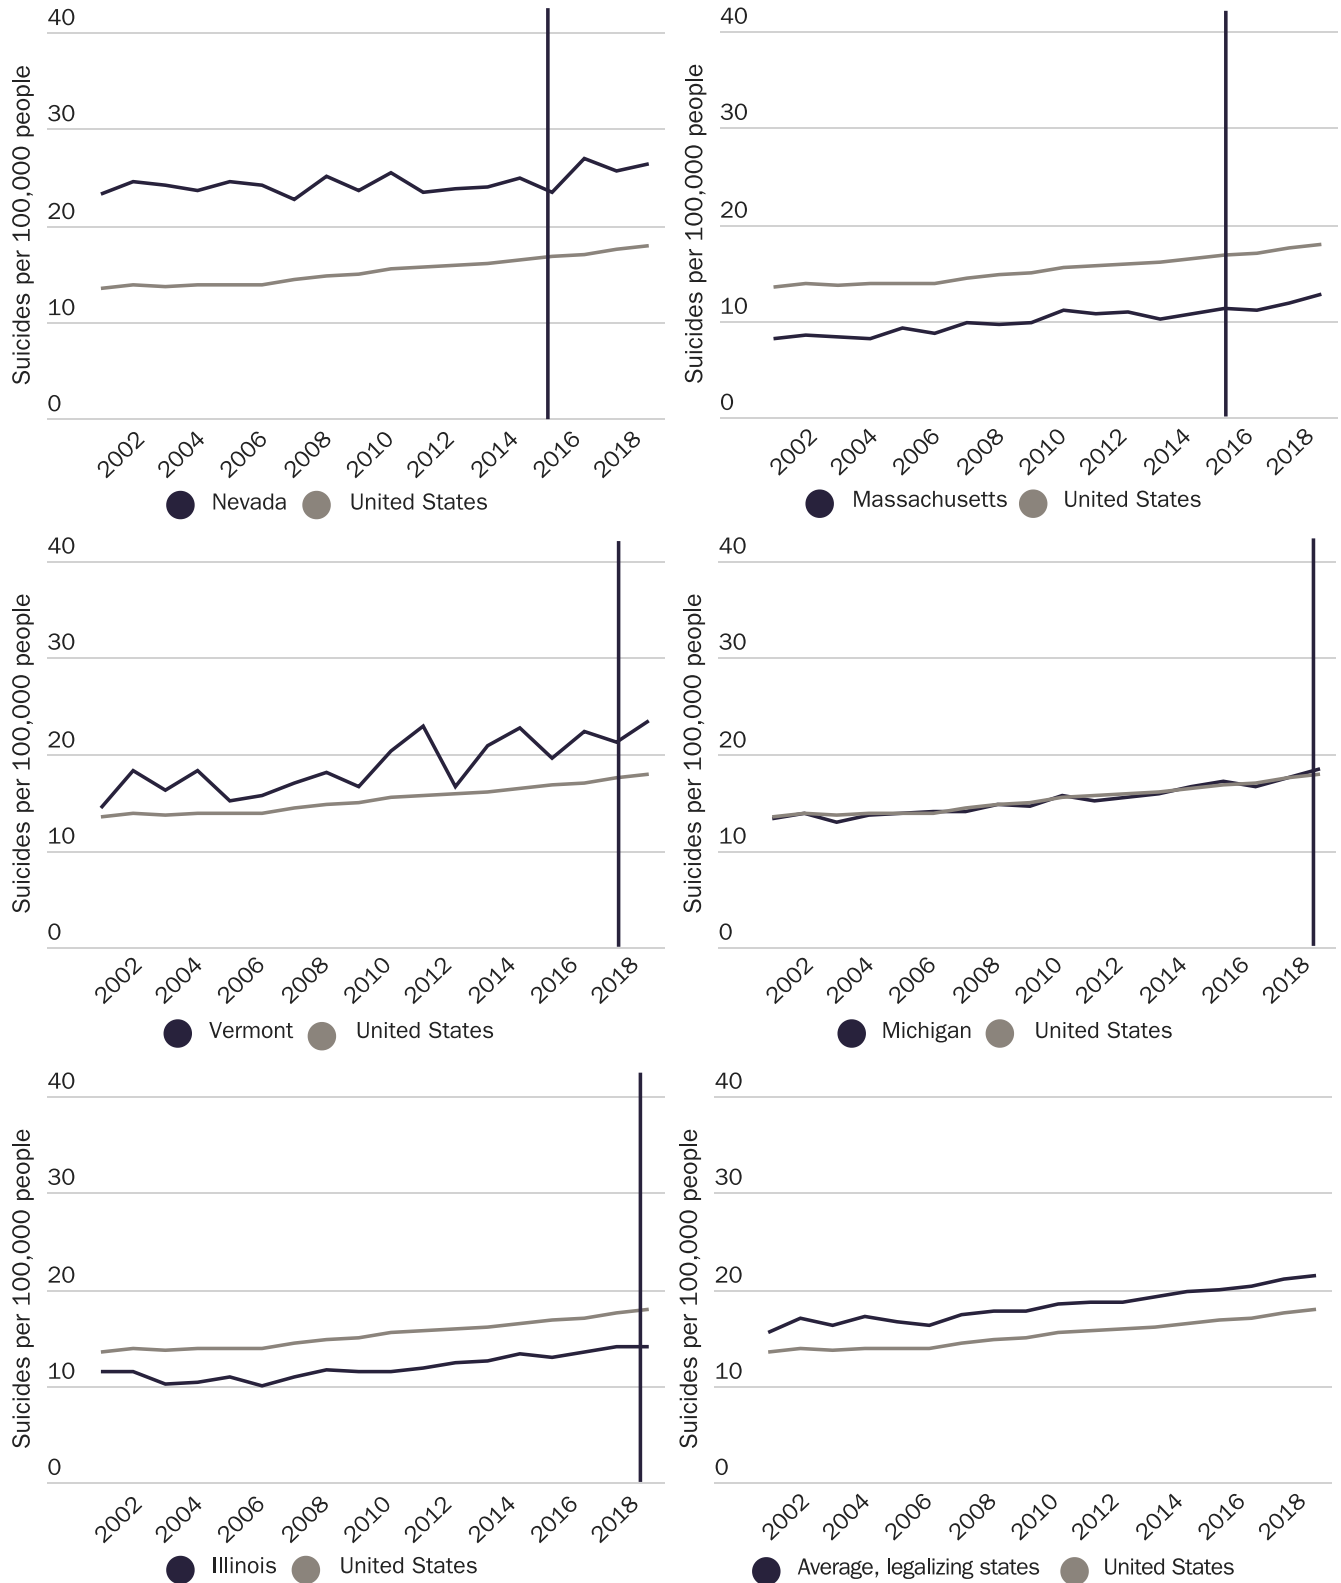 40
30
20
10
0
Suicides per 100,000 people
2002 2004 2006 2008 2010 2012 2014 2016 2018
Nevada United States
40
30
20
10
0
Suicides per 100,000 people
2002 2004 2006 2008 2010 2012 2014 2016 2018
Massachusetts United States
40
30
20
10
0
Suicides per 100,000 people
2002 2004 2006 2008 2010 2012 2014 2016 2018
Vermont United States
40
30
20
10
0
Suicides per 100,000 people
2002 2004 2006 2008 2010 2012 2014 2016 2018
Michigan United States
40
30
20
10
0
Suicides per 100,000 people
2002 2004 2006 2008 2010 2012 2014 2016 2018
Illinois United States
40
30
20
10
0
Suicides per 100,000 people
2002 2004 2006 2008 2010 2012 2014 2016 2018
Average, legalizing states United States